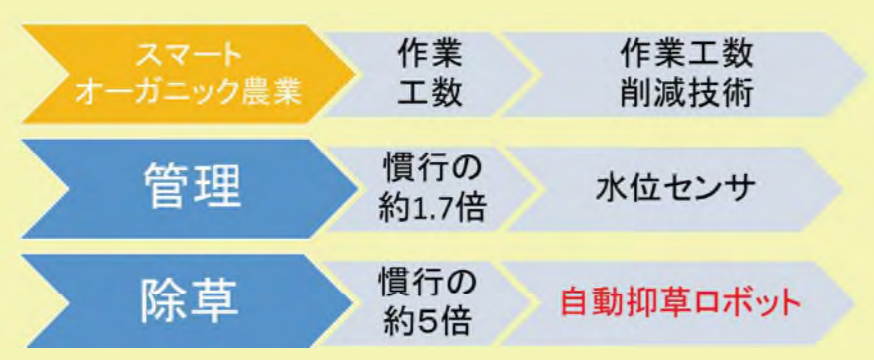 スマート
オーガニック農業
作業
工数
作業工数
削減技術
管理
慣行の
約1.7倍
水位センサ
除草
慣行の
約5倍
自動抑草ロボット